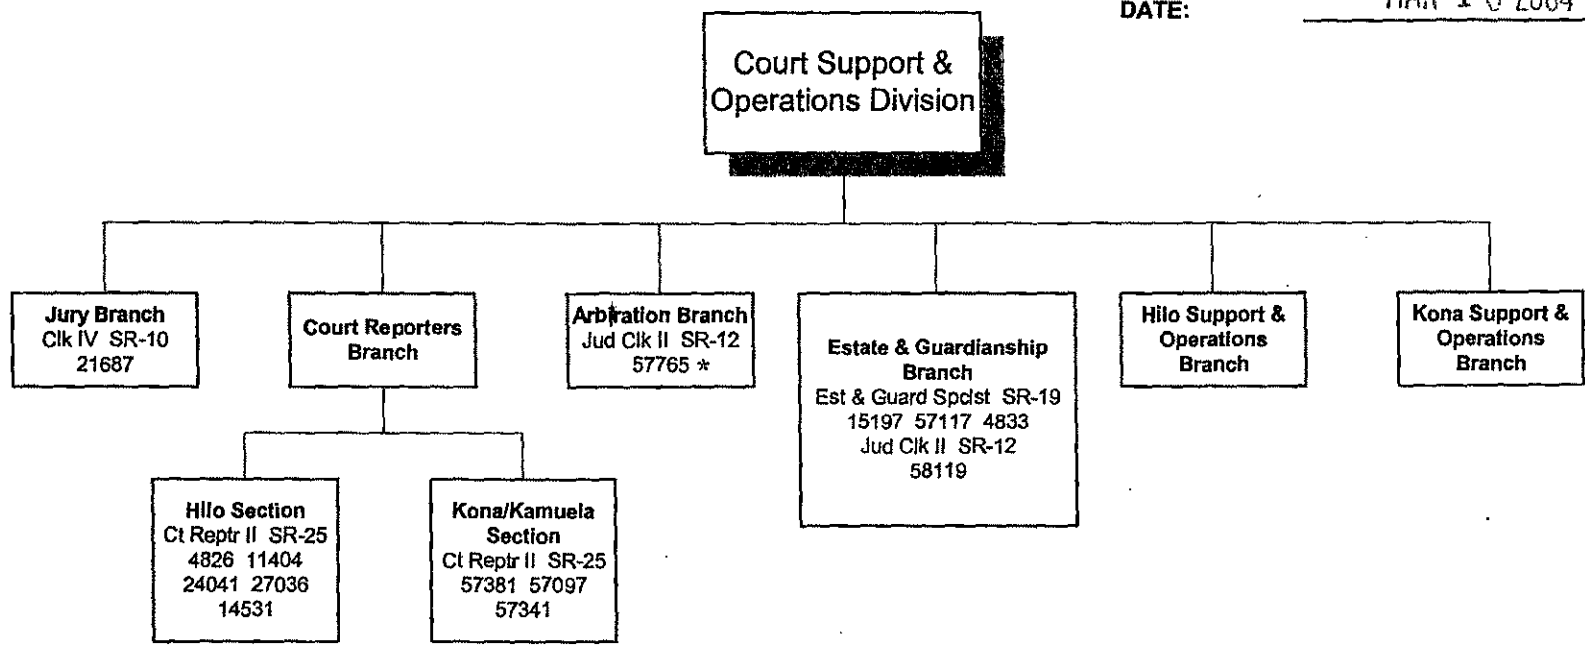 DATE:
Court Support &
Operations Division
Jury Branch
Clk IV SR-10
21687
Court Reporters
Branch
Arbitration Branch
Jud Clk II SR-12
57765 *
Estate & Guardianship
Branch
Est & Guard Spclst SR-19
15197 57117 4833
Jud Clk II SR-12
58119
Hilo Support &
Operations
Branch
Kona Support &
Operations
Branch
Hilo Section
Ct Reptr II SR-25
4826 11404
24041 27036
14531
Kona/Kamuela
Section
Ct Reptr II SR-25
57381 57097
57341